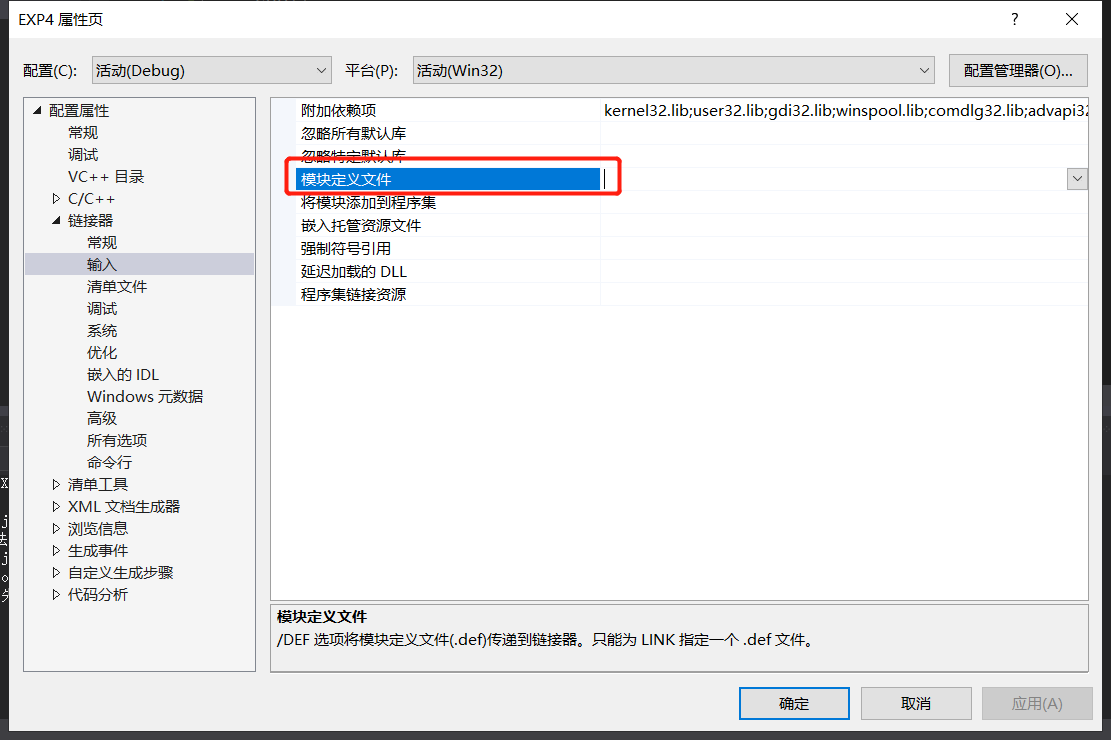 EXP4 属性页
?
配置(C):
活动(Debug)
平台(P):
活动(Win32)
配置管理器(O)...
配置属性
常规
调试
VC++ 目录
C/C++
链接器
常规
输入
清单文件
调试
系统
优化
嵌入的 IDL
Windows 元数据
高级
所有选项
命令行
清单工具
XML 文档生成器
浏览信息
生成事件
自定义生成步骤
代码分析
附加依赖项
kernel32.lib;user32.lib;gdi32.lib;winspool.lib;comdlg32.lib;advapi32
忽略所有默认库
忽略特定默认库
模块定义文件
将模块添加到程序集
嵌入托管资源文件
强制符号引用
延迟加载的 DLL
程序集链接资源
模块定义文件
/DEF 选项将模块定义文件(.def)传递到链接器。只能为 LINK 指定一个 .def 文件。
确定
取消
应用(A)